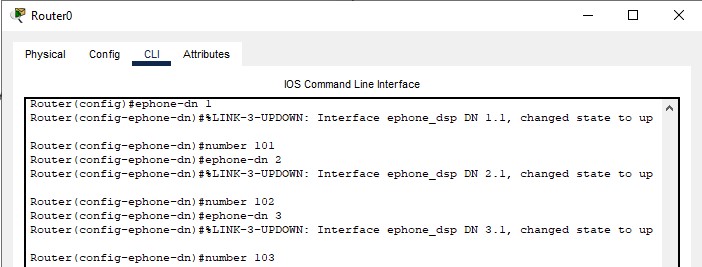 Router0
Physical Config CLI Attributes
IOS Command Line Interface
Router(config)#ephone-dn 1
Router(config-ephone-dn)#%LINK-3-UPDOWN: Interface ephone_dsp DN 1.1, changed state to up
Router(config-ephone-dn)#number 101
Router(config-ephone-dn)#ephone-dn 2
Router(config-ephone-dn)#%LINK-3-UPDOWN: Interface ephone_dsp DN 2.1, changed state to up
Router(config-ephone-dn)#number 102
Router(config-ephone-dn)#ephone-dn 3
Router(config-ephone-dn)#%LINK-3-UPDOWN: Interface ephone_dsp DN 3.1, changed state to up
Router(config-ephone-dn)#number 103